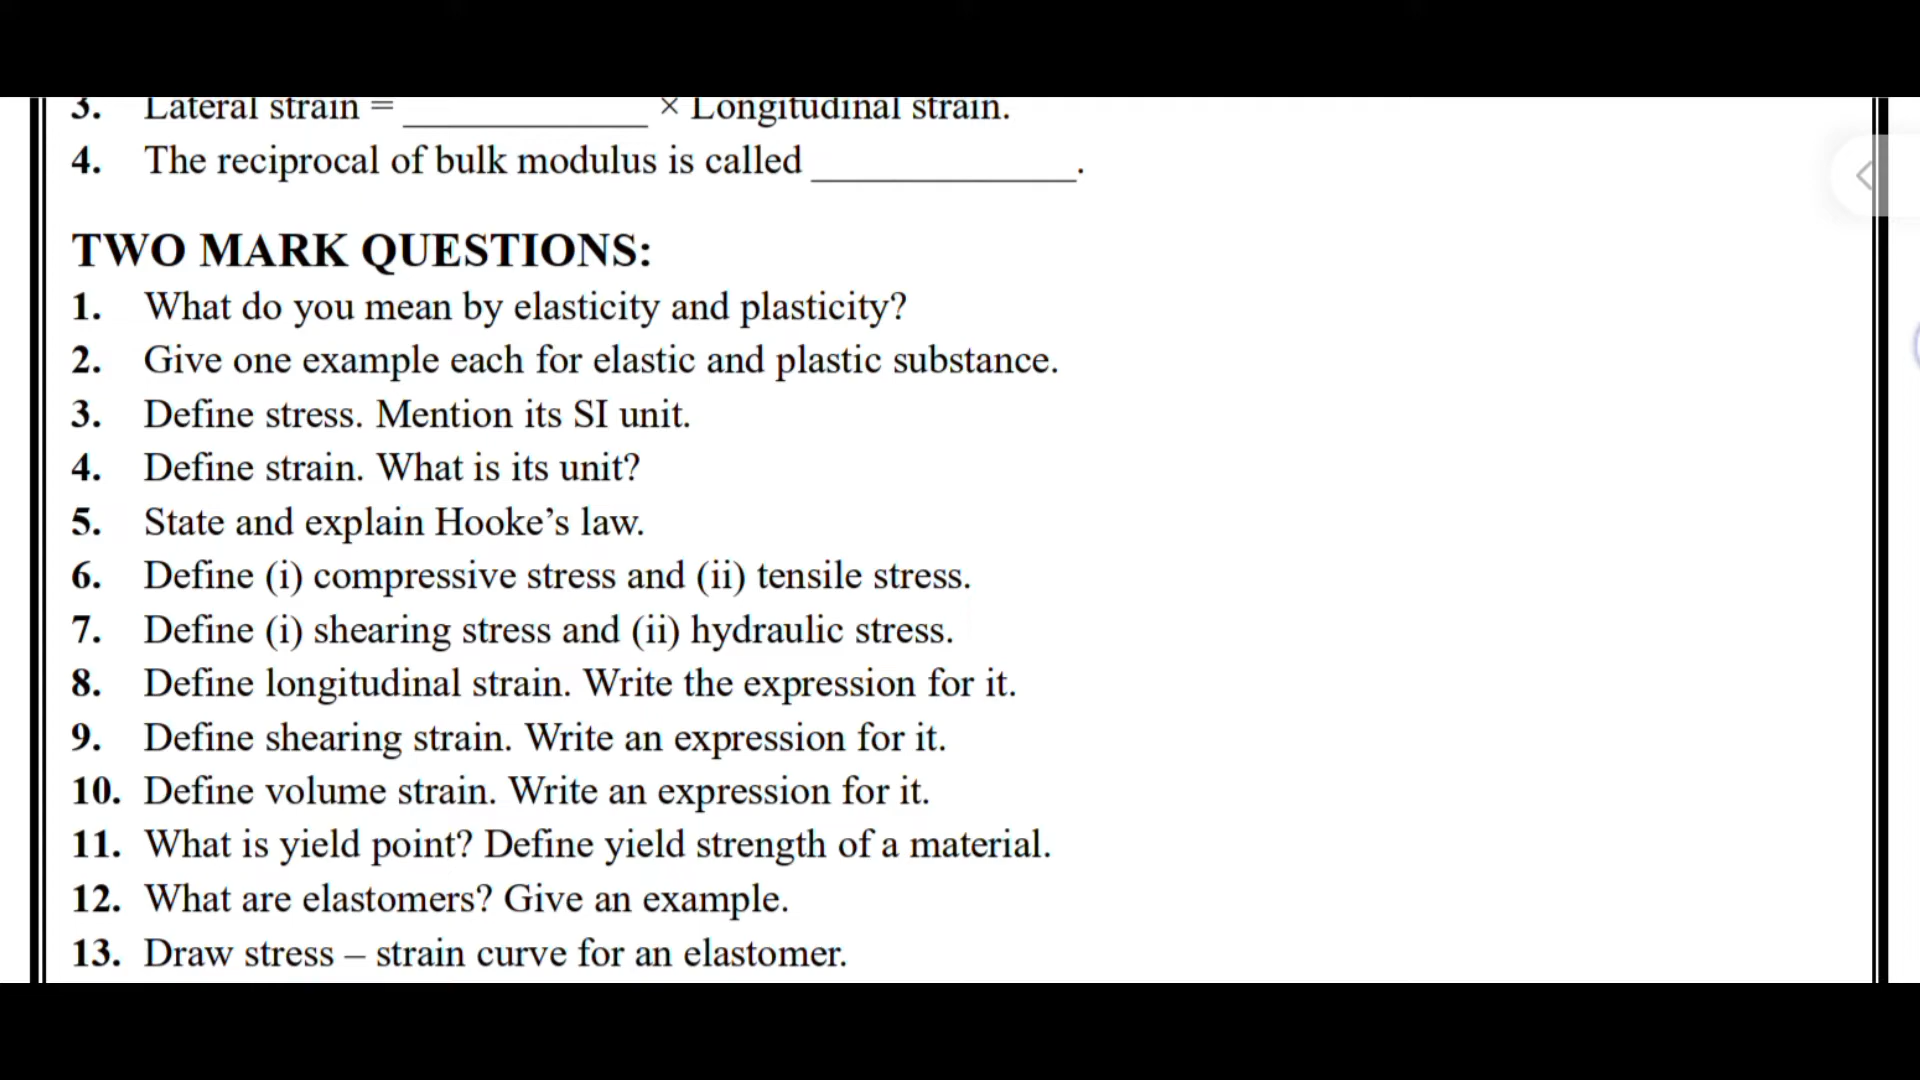 3. Lateral strain = ____________ × Longitudinal strain.
4. The reciprocal of bulk modulus is called _____________.
TWO MARK QUESTIONS:
1. What do you mean by elasticity and plasticity?
2. Give one example each for elastic and plastic substance.
3. Define stress. Mention its SI unit.
4. Define strain. What is its unit?
5. State and explain Hooke’s law.
6. Define (i) compressive stress and (ii) tensile stress.
7. Define (i) shearing stress and (ii) hydraulic stress.
8. Define longitudinal strain. Write the expression for it.
9. Define shearing strain. Write an expression for it.
10. Define volume strain. Write an expression for it.
11. What is yield point? Define yield strength of a material.
12. What are elastomers? Give an example.
13. Draw stress – strain curve for an elastomer.